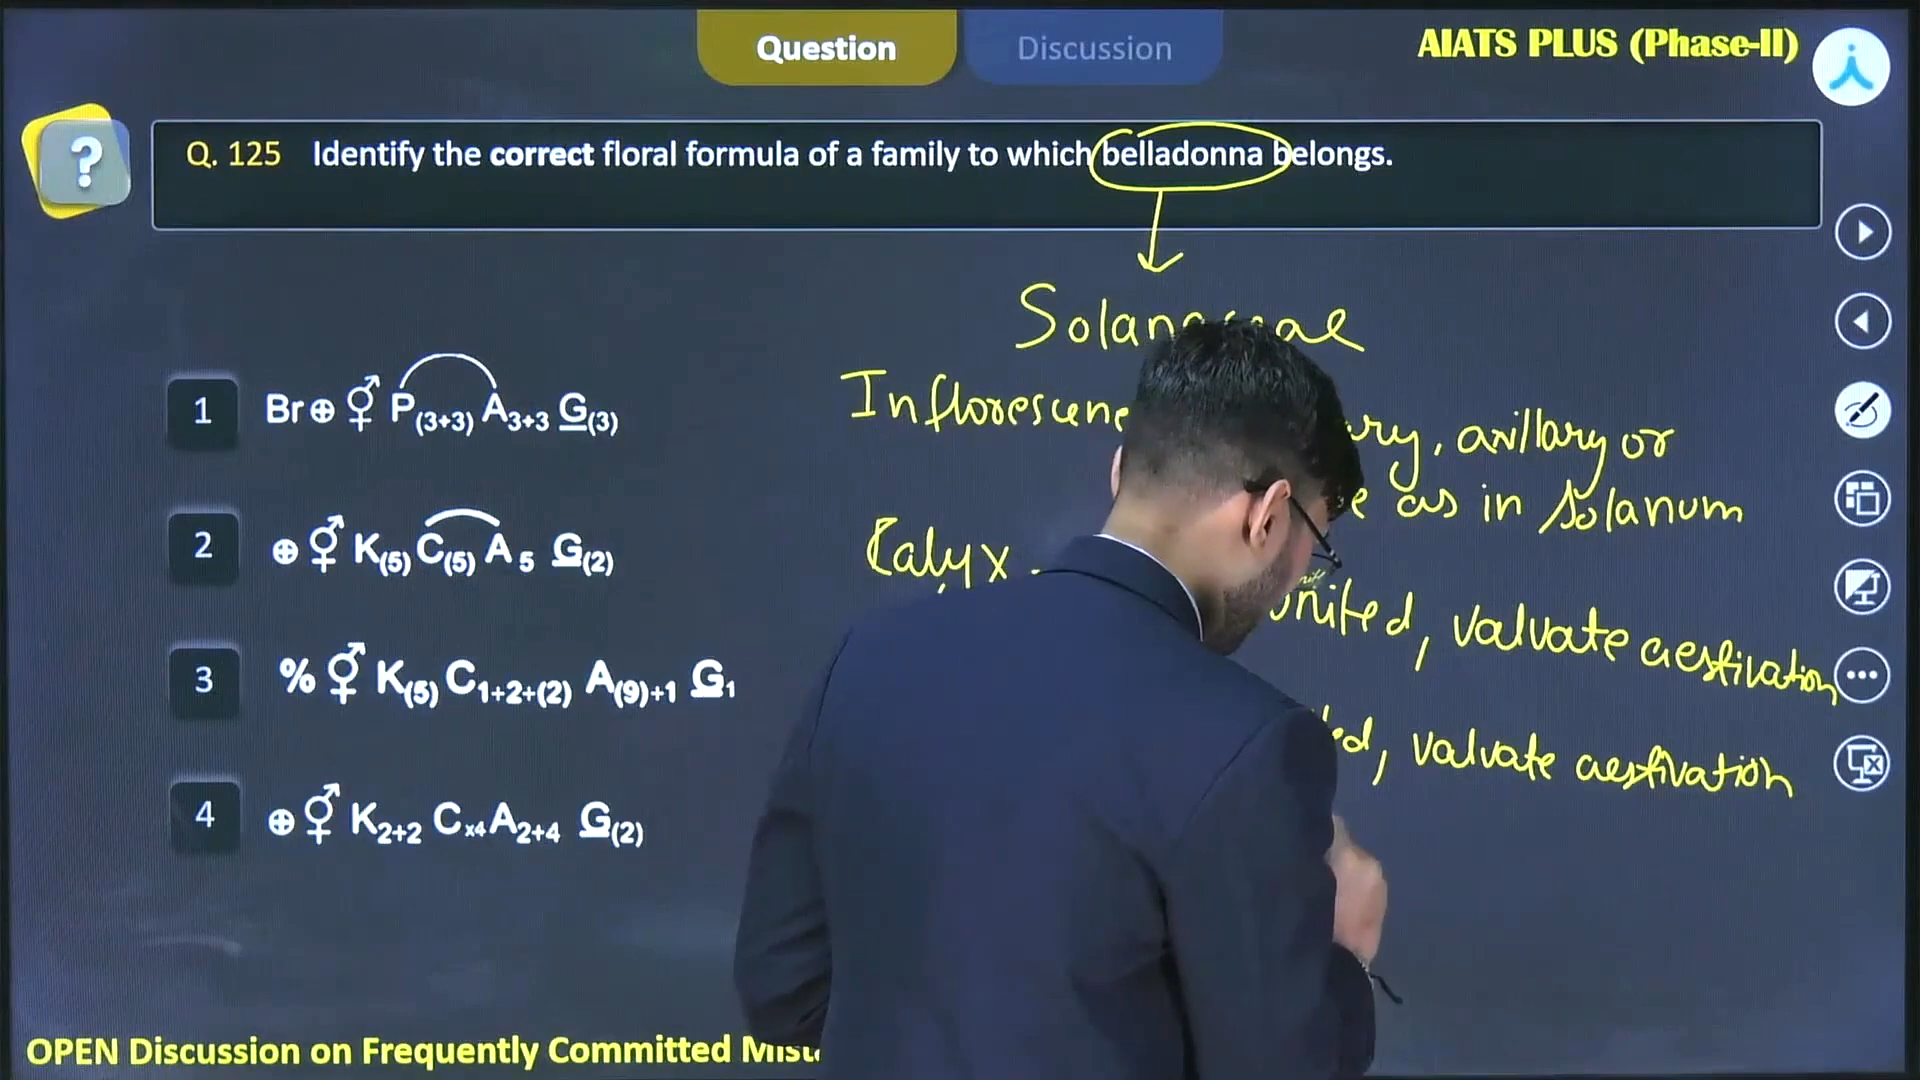 Question
Discussion
AIATS PLUS (Phase-II)
?
Q. 125 Identify the correct floral formula of a family to which belladonna belongs.
Inflorescene
axillary or
as in Solanum
Calyx -
United, valvate aestivation
valvate aestivation
1 Br⊕ ⚥ P(3+3) A3+3 G(3)
2 ⊕ ⚥ K(5) C(5) A5 G(2)
3 % ⚥ K(5) C1+2+(2) A(9)+1 G1
4 ⊕ ⚥ K2+2 Cx4 A2+4 G(2)
OPEN Discussion on Frequently Committed